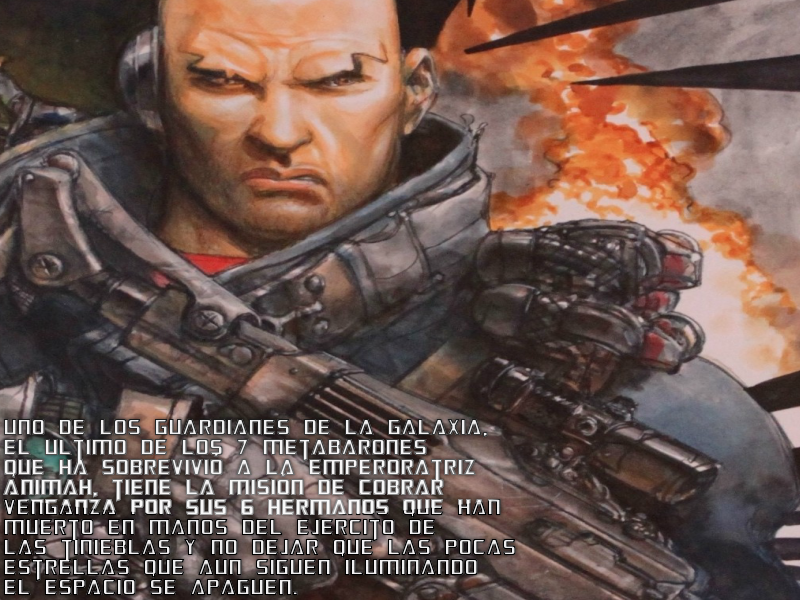 UNO DE LOS GUARDIANES DE LA GALAXIA,
EL ULTIMO DE LOS 7 METABARONES
QUE HA SOBREVIVIO A LA EMPERORATRIZ
ANIMAH, TIENE LA MISION DE COBRAR
VENGANZA POR SUS 6 HERMANOS QUE HAN
MUERTO EN MANOS DEL EJERCITO DE
LAS TINIEBLAS Y NO DEJAR QUE LAS POCAS
ESTRELLAS QUE AUN SIGUEN ILUMINANDO
EL ESPACIO SE APAGUEN.